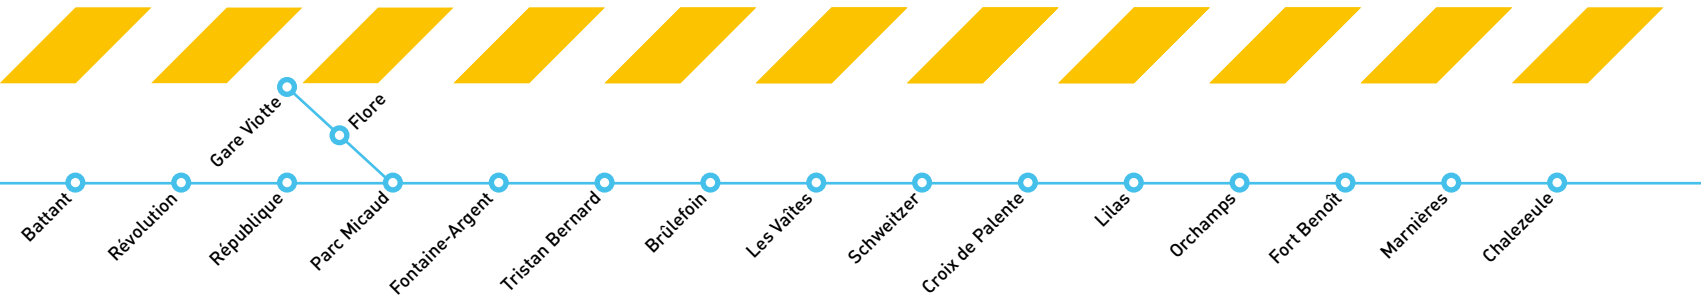 Gare Viotte
Flore
Battant
Révolution
République
Parc Micaud
Fontaine-Argent
Tristan Bernard
Brûlefoin
Les Vaîtes
Schweitzer
Croix de Palente
Lilas
Orchamps
Fort Benoît
Marnières
Chalezeule